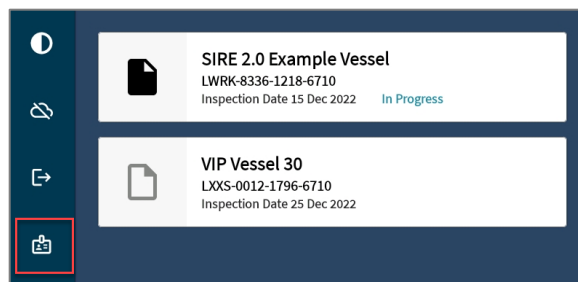 SIRE 2.0 Example Vessel
LWRK-8336-1218-6710
Inspection Date 15 Dec 2022 In Progress
VIP Vessel 30
LXXS-0012-1796-6710
Inspection Date 25 Dec 2022